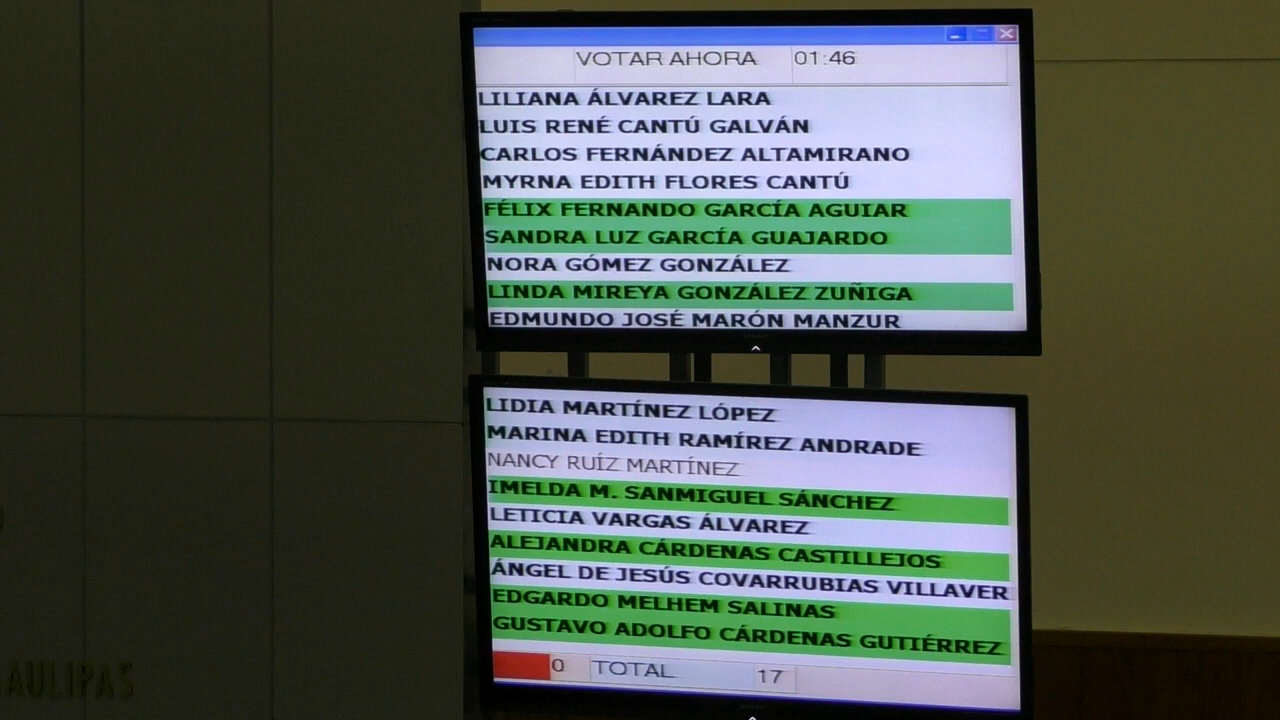 VOTAR AHORA 01:46
LILIANA ÁLVAREZ LARA
LUIS RENÉ CANTÚ GALVÁN
CARLOS FERNÁNDEZ ALTAMIRANO
MYRNA EDITH FLORES CANTÚ
FÉLIX FERNANDO GARCÍA AGUIAR
SANDRA LUZ GARCÍA GUAJARDO
NORA GÓMEZ GONZÁLEZ
LINDA MIREYA GONZÁLEZ ZUÑIGA
EDMUNDO JOSÉ MARÓN MANZUR
LIDIA MARTÍNEZ LÓPEZ
MARINA EDITH RAMÍREZ ANDRADE
NANCY RUÍZ MARTÍNEZ
IMELDA M. SANMIGUEL SÁNCHEZ
LETICIA VARGAS ÁLVAREZ
ALEJANDRA CÁRDENAS CASTILLEJOS
ÁNGEL DE JESÚS COVARRUBIAS VILLAVER
EDGARDO MELHEM SALINAS
GUSTAVO ADOLFO CÁRDENAS GUTIÉRREZ
0 TOTAL 17
AULIPAS